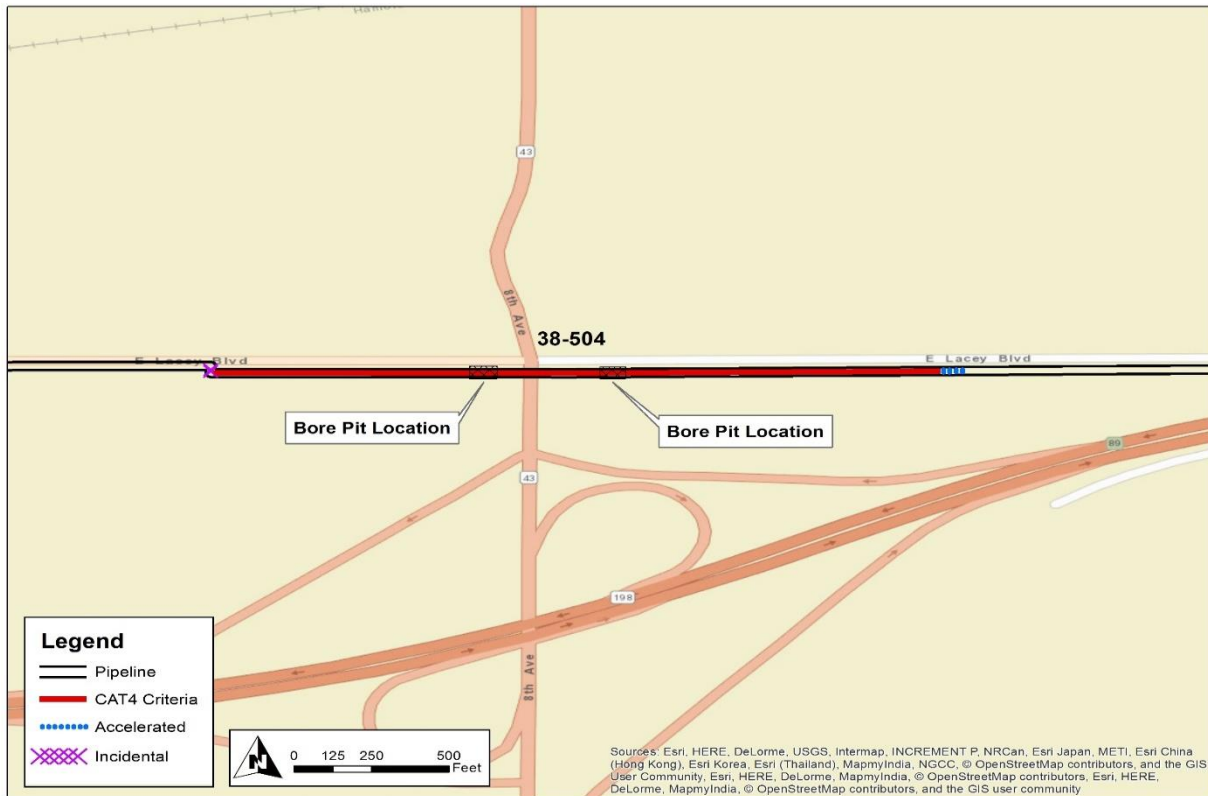 43
8th Ave
38-504
E Lacey Blvd
E Lacey Blvd
Bore Pit Location
Bore Pit Location
89
43
198
8th Ave
Legend
Pipeline
CAT4 Criteria
Accelerated
Incidental
N
0 125 250 500
Feet
Sources: Esri, HERE, DeLorme, USGS, Intermap, INCREMENT P, NRCan, Esri Japan, METI, Esri China
(Hong Kong), Esri Korea, Esri (Thailand), MapmyIndia, NGCC, © OpenStreetMap contributors, and the GIS
User Community, Esri, HERE, DeLorme, MapmyIndia, © OpenStreetMap contributors, Esri, HERE,
DeLorme, MapmyIndia, © OpenStreetMap contributors, and the GIS user community